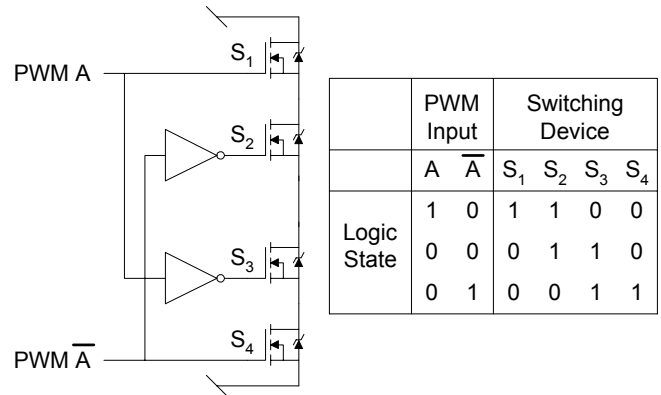 PWM A
S1
S2
S3
S4
PWM A̅
PWM Input
Switching Device
A A̅ S1 S2 S3 S4
Logic State
1 0 1 1 0 0
0 0 0 1 1 0
0 1 0 0 1 1